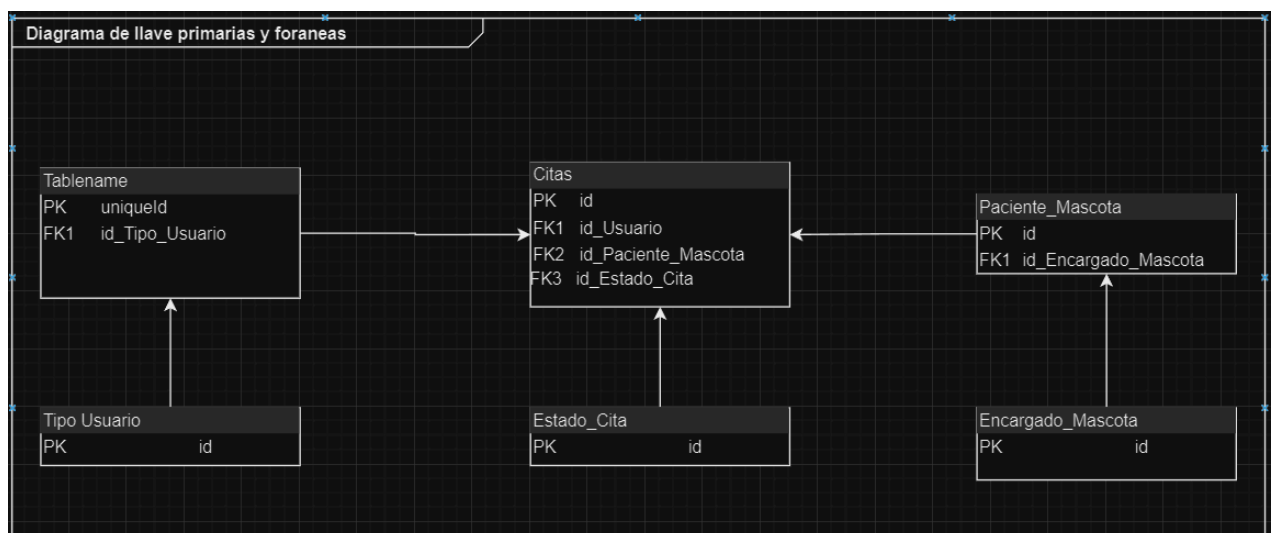 Diagrama de llave primarias y foraneas
Tablename
PK uniqueId
FK1 id_Tipo_Usuario
Citas
PK id
FK1 id_Usuario
FK2 id_Paciente_Mascota
FK3 id_Estado_Cita
Paciente_Mascota
PK id
FK1 id_Encargado_Mascota
Tipo Usuario
PK id
Estado_Cita
PK id
Encargado_Mascota
PK id